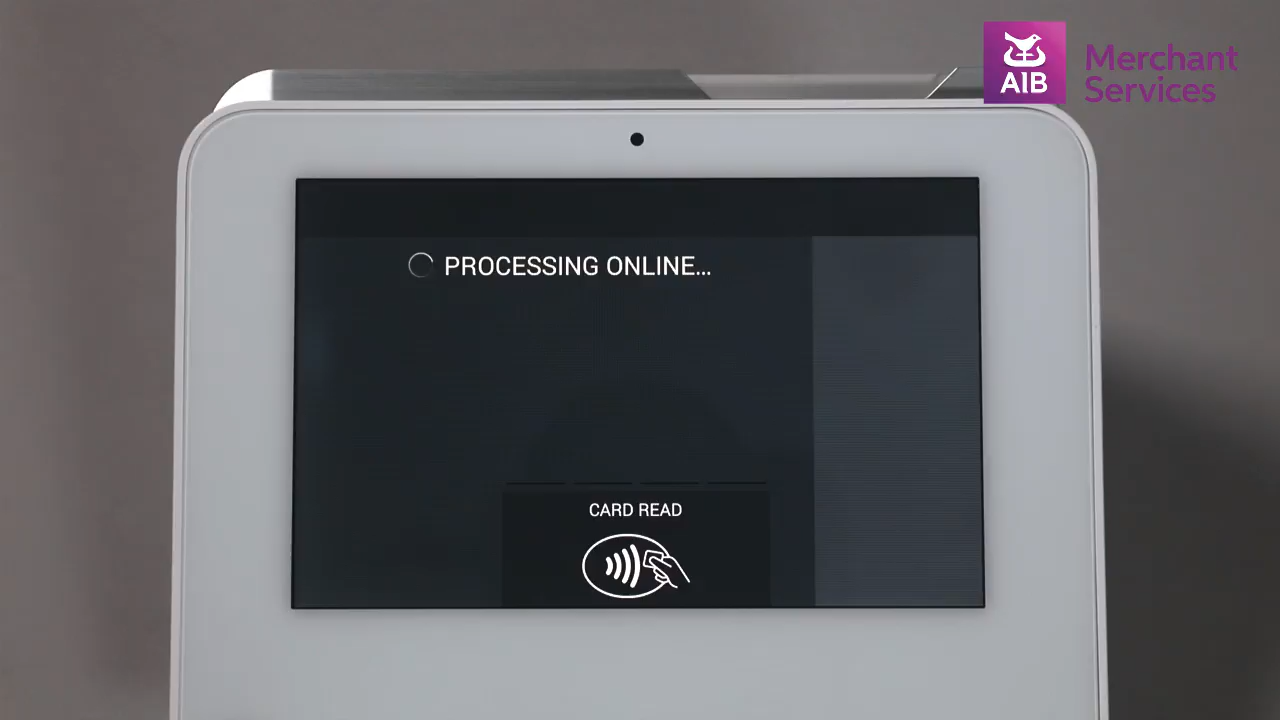 AIB
Merchant
Services
PROCESSING ONLINE...
CARD READ